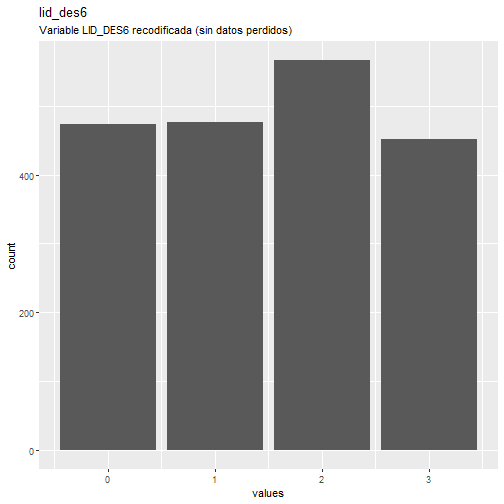 lid_des6
Variable LID_DES6 recodificada (sin datos perdidos)
count
400
200
0
0 1 2 3
values